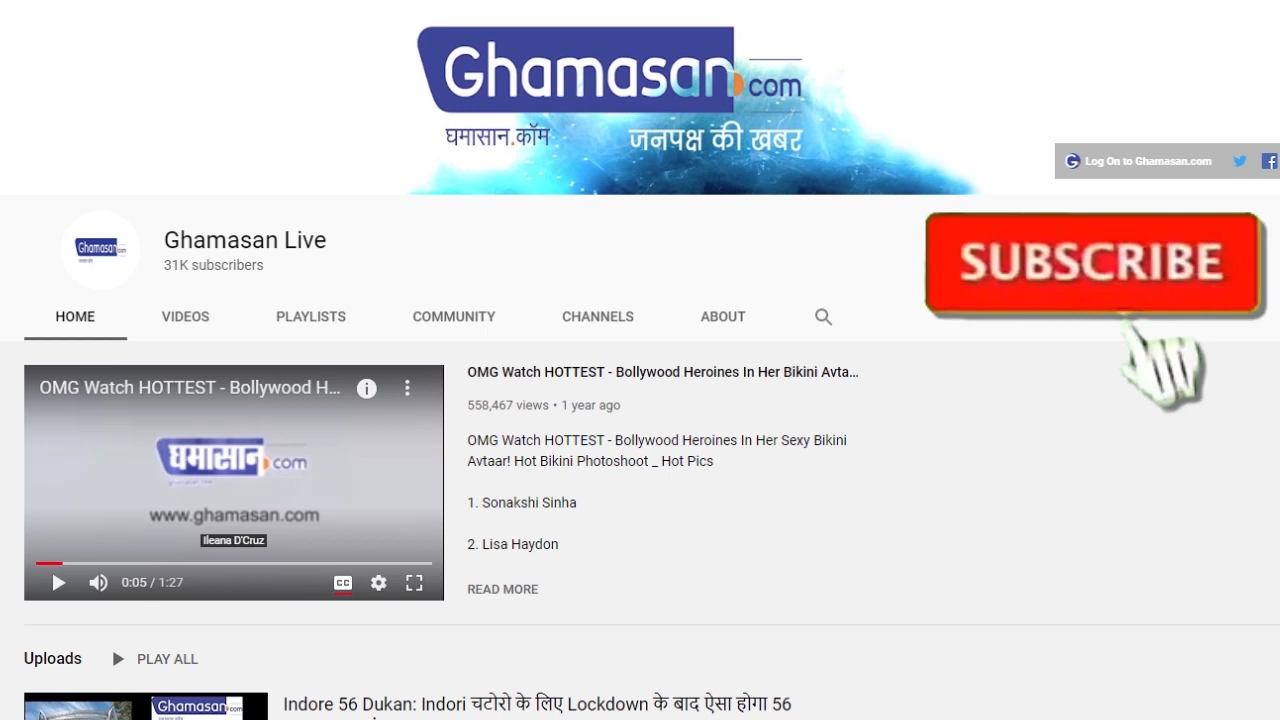 Ghamasan.com
घमासान.कॉम
जनपक्ष की खबर
Log On to Ghamasan.com
Ghamasan.com
Ghamasan Live
31K subscribers
SUBSCRIBE
HOME VIDEOS PLAYLISTS COMMUNITY CHANNELS ABOUT
OMG Watch HOTTEST - Bollywood H...
घमासान.com
www.ghamasan.com
Ileana D'Cruz
0:05 / 1:27
CC
OMG Watch HOTTEST - Bollywood Heroines In Her Bikini Avta...
558,467 views • 1 year ago
OMG Watch HOTTEST - Bollywood Heroines In Her Sexy Bikini
Avtaar! Hot Bikini Photoshoot _ Hot Pics
1. Sonakshi Sinha
2. Lisa Haydon
READ MORE
Uploads PLAY ALL
Ghamasan.com
Indore 56 Dukan: Indori चटोरो के लिए Lockdown के बाद ऐसा होगा 56